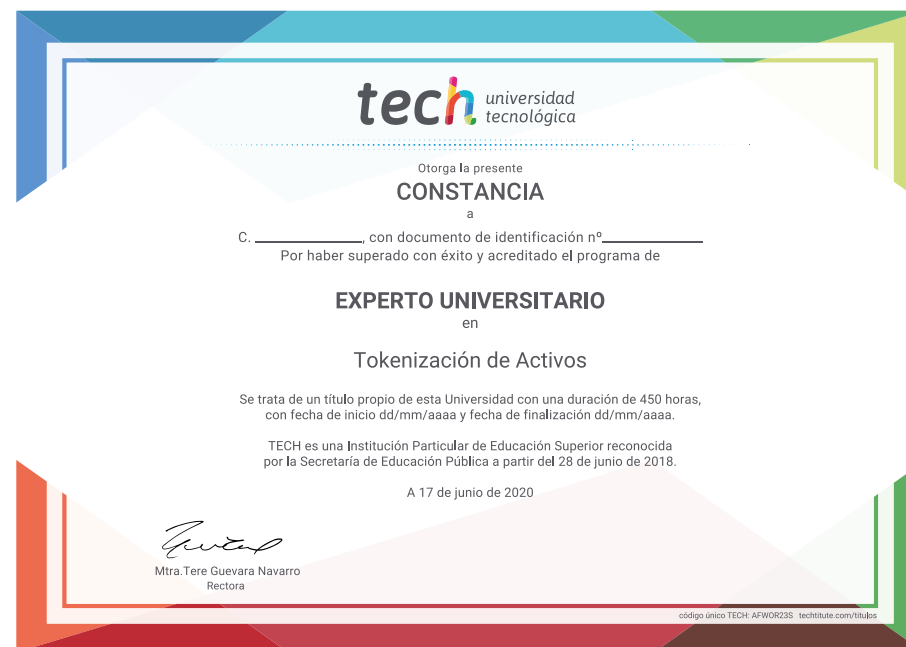 tech universidad
tecnológica
Otorga la presente
CONSTANCIA
a
C. ____________, con documento de identificación nº____________
Por haber superado con éxito y acreditado el programa de
EXPERTO UNIVERSITARIO
en
Tokenización de Activos
Se trata de un título propio de esta Universidad con una duración de 450 horas,
con fecha de inicio dd/mm/aaaa y fecha de finalización dd/mm/aaaa.
TECH es una Institución Particular de Educación Superior reconocida
por la Secretaría de Educación Pública a partir del 28 de junio de 2018.
A 17 de junio de 2020
Mtra.Tere Guevara Navarro
Rectora
código único TECH: AFWOR23S techtitute.com/titulos